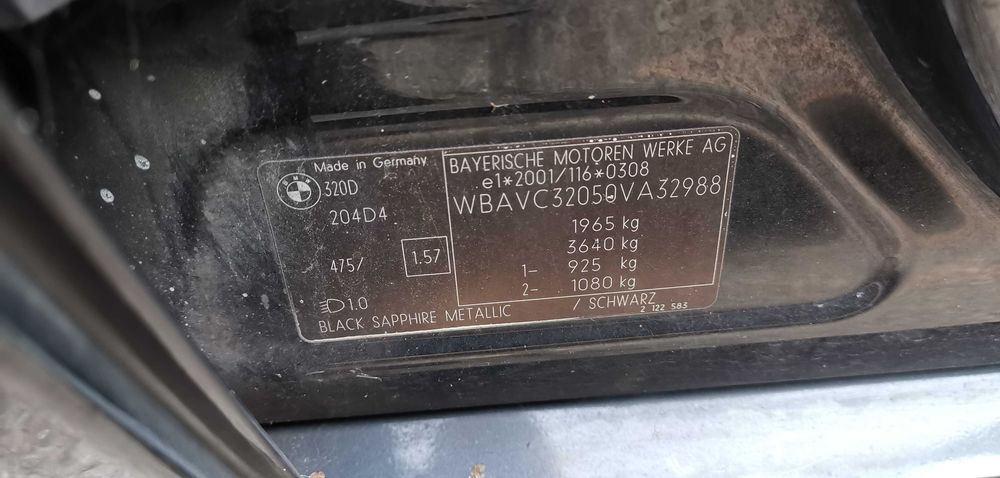 Made in Germany
BMW
320D
204D4
475/
1.57
1.0
BLACK SAPPHIRE METALLIC / SCHWARZ
BAYERISCHE MOTOREN WERKE AG
e1*2001/116*0308
WBAVC32050VA32988
1965 kg
3640 kg
1- 925 kg
2- 1080 kg
2 122 583